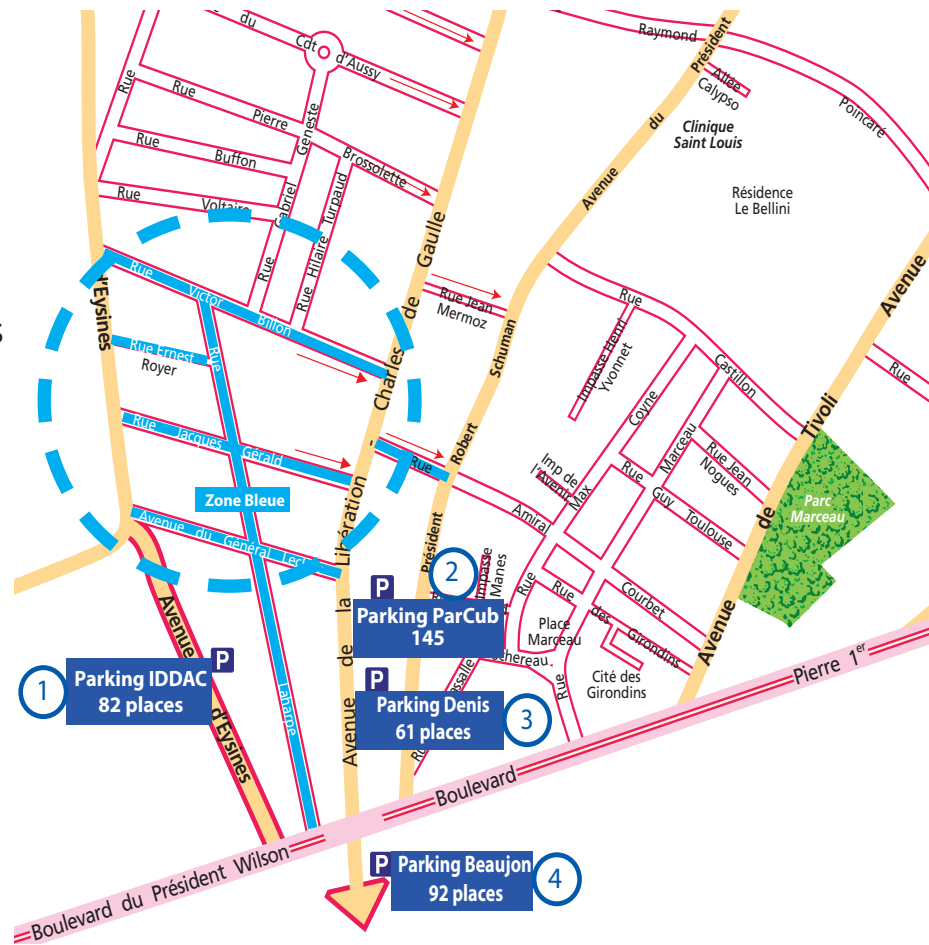 du
Cdt
d'Aussy
Rue
Rue
Pierre
Brossolette
Rue
Buffon
Geneste
Gabriel
Rue
Rue
Voltaire
Rue Hilaire Turpaud
Raymond
Poincaré
Allée
Calypso
Clinique
Saint Louis
Résidence
Le Bellini
Avenue du Président
Robert
Schuman
Président
d'Eysines
Rue Victor Billon
Rue Ernest
Royer
Rue
Laharpe
Rue Jacques Gérald
Zone Bleue
Avenue du Général
Avenue de la Libération - Charles de Gaulle
Rue Jean
Mermoz
Rue
Amiral
Rue
Castillon
Impasse Henri
Yvonnet
Rue
Max
Coyne
Marceau
Rue
Rue Jean
Nogues
Rue
Guy
Toulouse
Imp de
l'Avenir
Avenue de Tivoli
Avenue
Rue
Parc
Marceau
Impasse
Manes
Place
Marceau
Rue
des
Girondins
Courbet
Cité des
Girondins
P
2
Parking ParCub
145
P
Parking Denis
61 places
3
1
Parking IDDAC
82 places
P
Avenue
d'Eysines
Boulevard du Président Wilson
Boulevard
Pierre 1er
P
Parking Beaujon
92 places
4